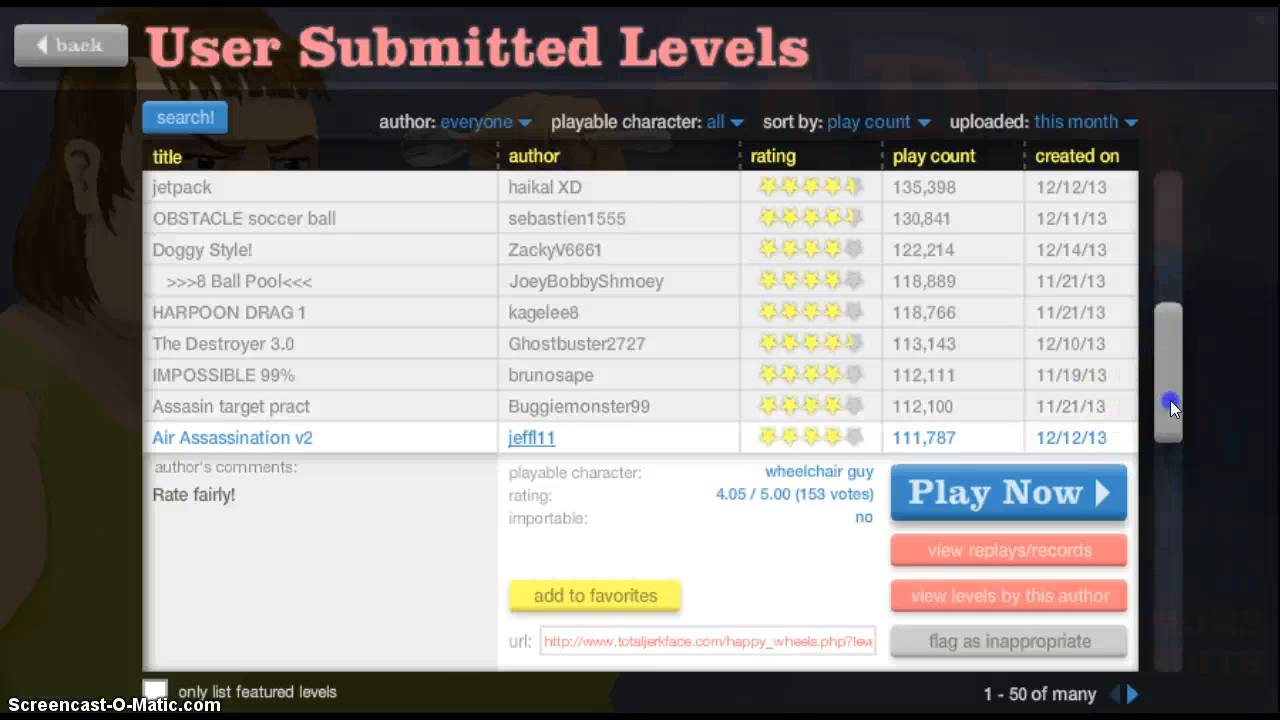 back
User Submitted Levels
search!
author: everyone playable character: all sort by: play count uploaded: this month
title author rating play count created on
jetpack haikal XD 135,398 12/12/13
OBSTACLE soccer ball sebastien1555 130,841 12/11/13
Doggy Style! ZackyV6661 122,214 12/14/13
>>>8 Ball Pool<<< JoeyBobbyShmoey 118,889 11/21/13
HARPOON DRAG 1 kagelee8 118,766 11/21/13
The Destroyer 3.0 Ghostbuster2727 113,143 12/10/13
IMPOSSIBLE 99% brunosape 112,111 11/19/13
Assasin target pract Buggiemonster99 112,100 11/21/13
Air Assassination v2 jeffl11 111,787 12/12/13
author's comments:
Rate fairly!
playable character: wheelchair guy
rating: 4.05 / 5.00 (153 votes)
importable: no
add to favorites
url: http://www.totaljerkface.com/happy_wheels.php?leve
Play Now
view replays/records
view levels by this author
flag as inappropriate
only list featured levels
1 - 50 of many
Screencast-O-Matic.com